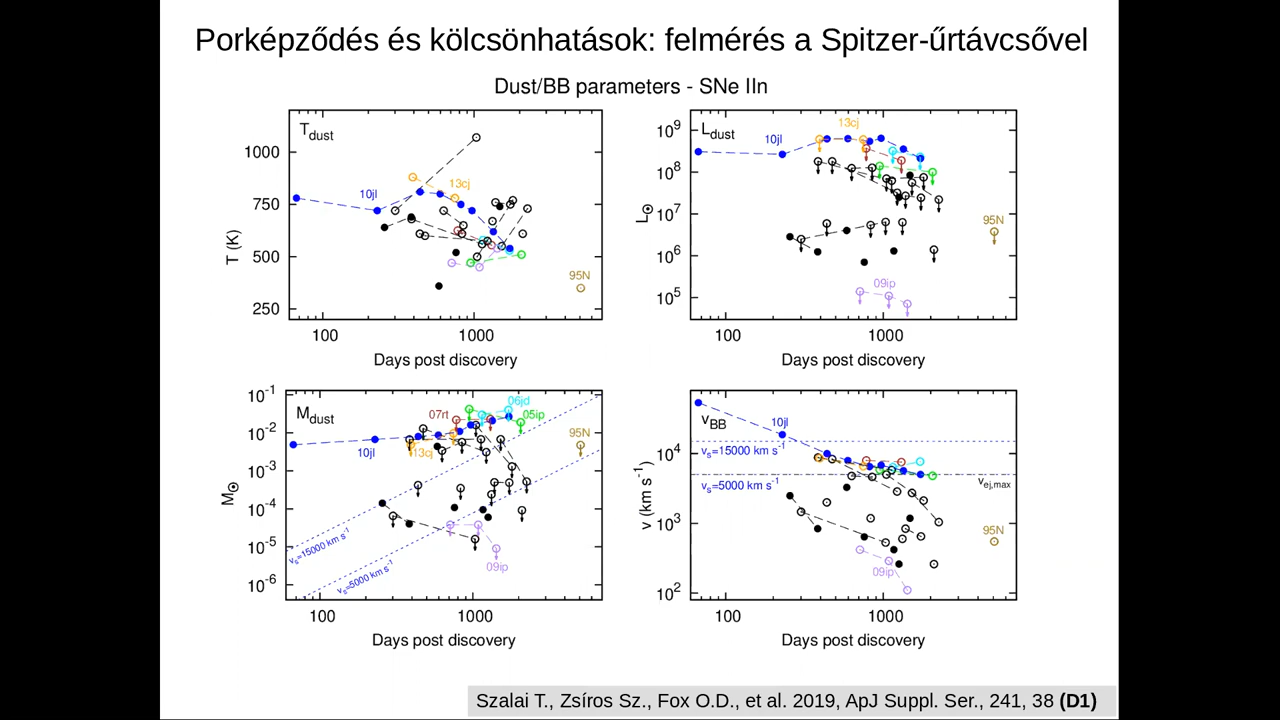 Porképződés és kölcsönhatások: felmérés a Spitzer-űrtávcsővel
Dust/BB parameters - SNe IIn
T_dust
10jl
13cj
95N
1000
750
500
250
T (K)
100
1000
Days post discovery
L_dust
10jl
13cj
95N
09ip
10^9
10^8
10^7
10^6
10^5
L_⊙
100
1000
Days post discovery
M_dust
07rt
06jd
05ip
10jl
13cj
95N
09ip
v_s=15000 km s^-1
v_s=5000 km s^-1
10^-1
10^-2
10^-3
10^-4
10^-5
10^-6
M_⊙
100
1000
Days post discovery
v_BB
10jl
v_s=15000 km s^-1
v_s=5000 km s^-1
v_ej,max
95N
09ip
10^4
10^3
10^2
v (km s^-1)
100
1000
Days post discovery
Szalai T., Zsíros Sz., Fox O.D., et al. 2019, ApJ Suppl. Ser., 241, 38 (D1)